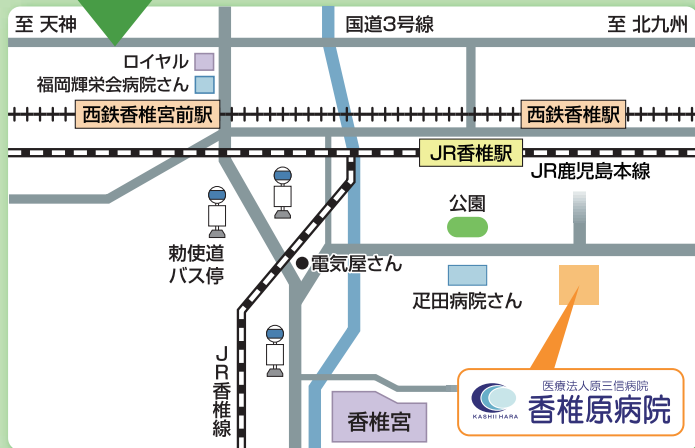 至 天神
国道3号線
至 北九州
ロイヤル
福岡輝栄会病院さん
西鉄香椎宮前駅
西鉄香椎駅
JR香椎駅
JR鹿児島本線
公園
勅使道
バス停
電気屋さん
疋田病院さん
JR香椎線
医療法人原三信病院
香椎原病院
KASHII HARA
香椎宮